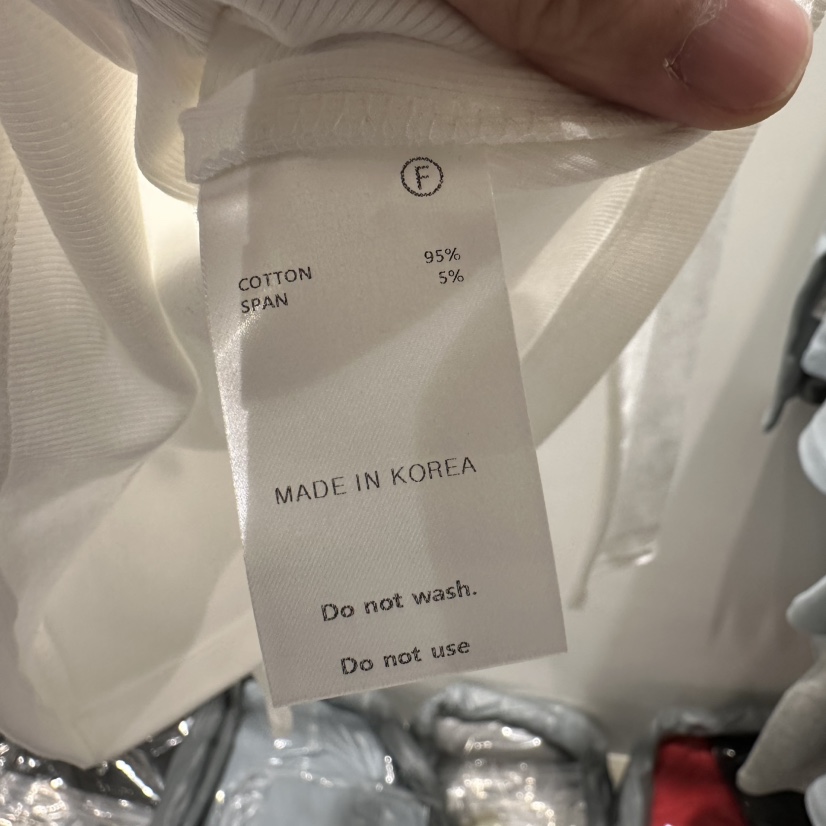 F
COTTON 95%
SPAN 5%
MADE IN KOREA
Do not wash.
Do not use